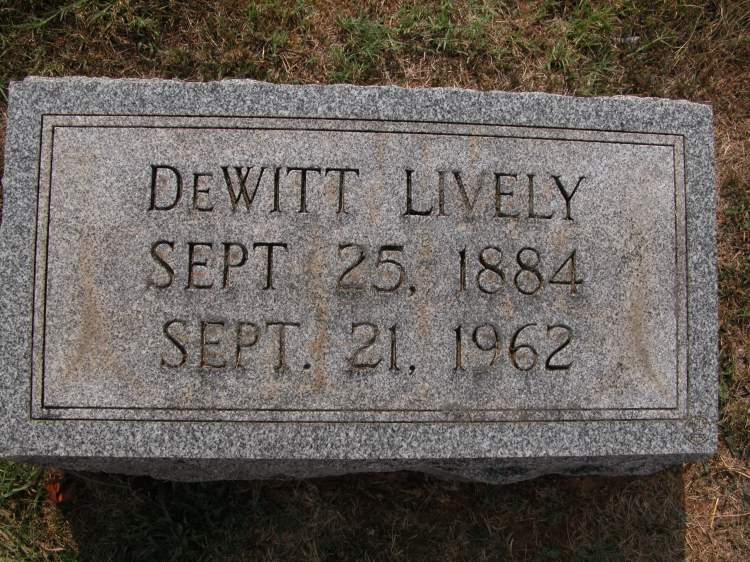 DEWITT LIVELY
SEPT. 25, 1884
SEPT. 21, 1962